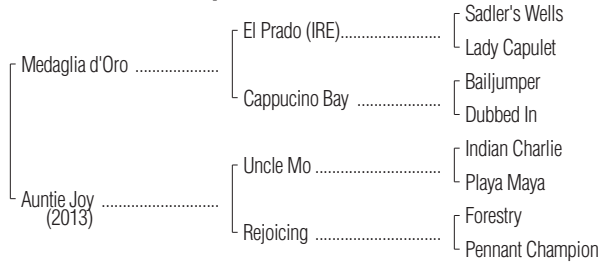 Sadler's Wells
El Prado (IRE)..................
Lady Capulet
Medaglia d'Oro ...................
Bailjumper
Cappucino Bay ...................
Dubbed In
Indian Charlie
Uncle Mo ............................
Playa Maya
Auntie Joy ..........................
(2013)
Forestry
Rejoicing ............................
Pennant Champion